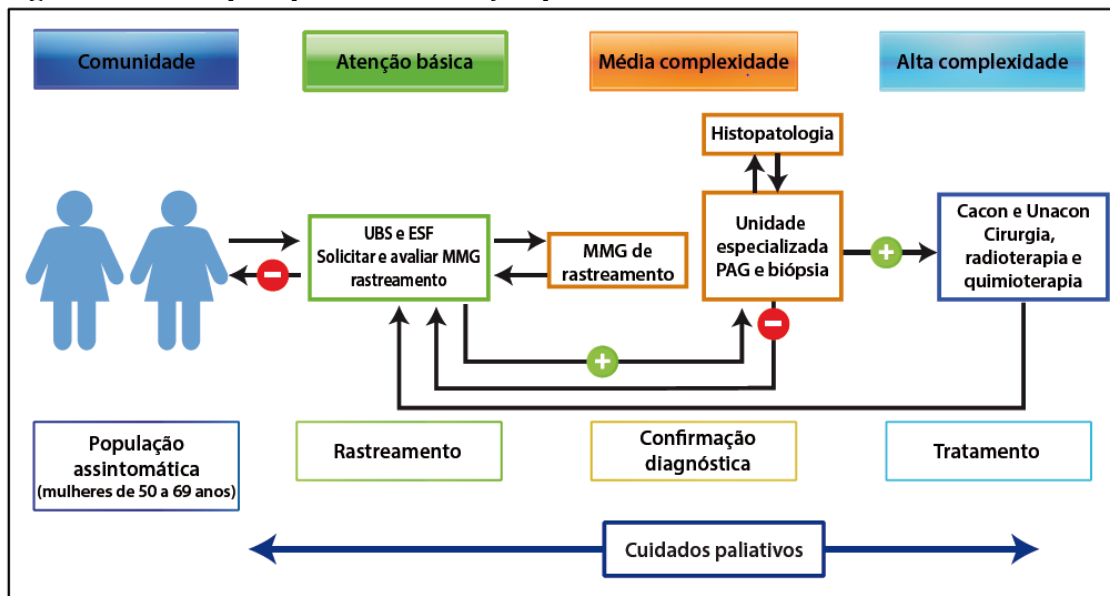 Comunidade
Atenção básica
Média complexidade
Alta complexidade
Histopatologia
UBS e ESF
Solicitar e avaliar MMG
rastreamento
MMG de
rastreamento
Unidade
especializada
PAG e biópsia
Cacon e Unacon
Cirurgia,
radioterapia e
quimioterapia
População
assintomática
(mulheres de 50 a 69 anos)
Rastreamento
Confirmação
diagnóstica
Tratamento
Cuidados paliativos